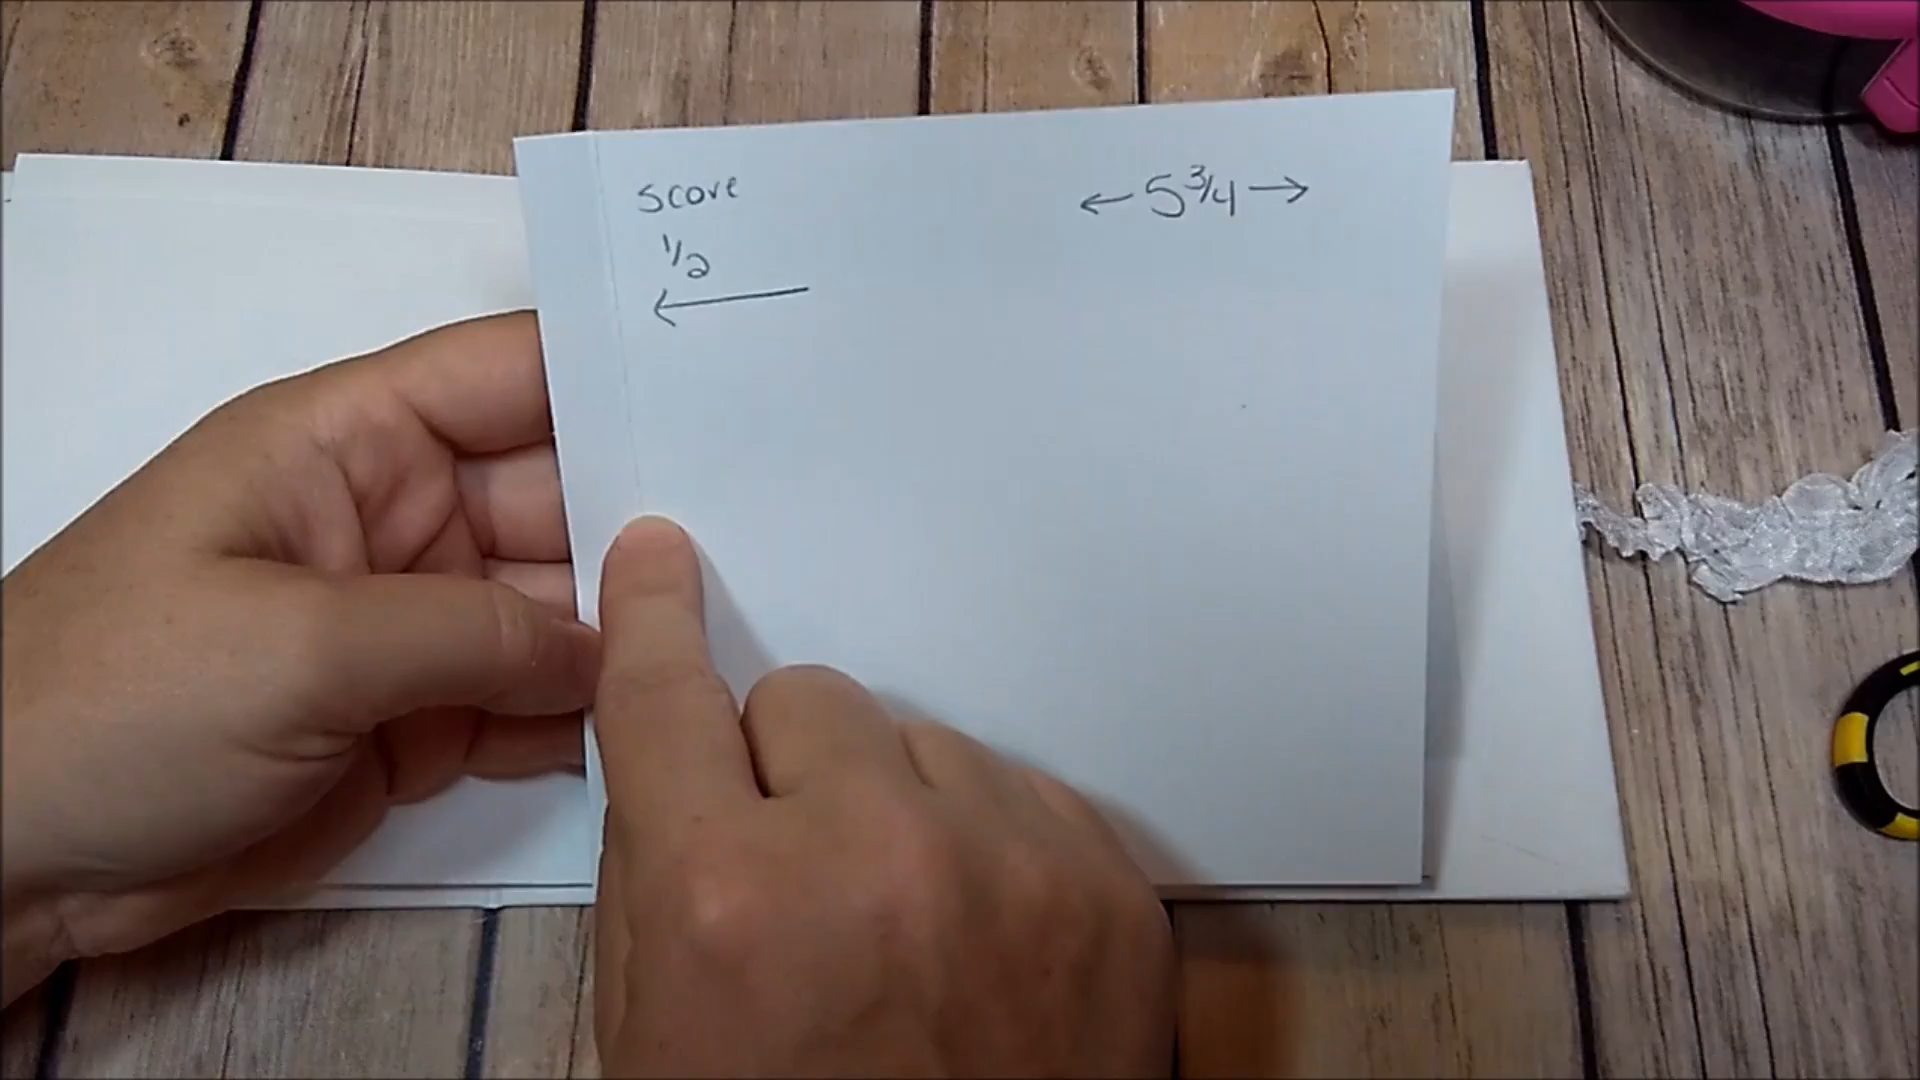 Score
1/2
←
← 5 3/4 →